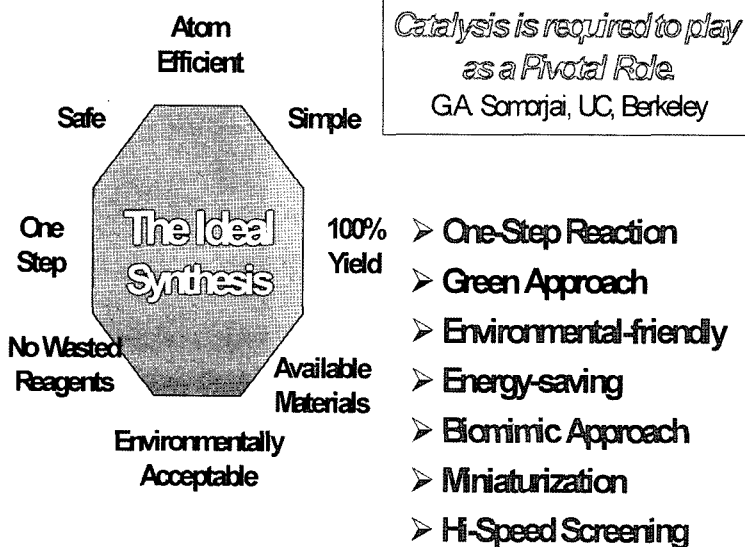 Atom
Efficient
Safe
Simple
One
Step
The Ideal
Synthesis
100%
Yield
No Wasted
Reagents
Available
Materials
Environmentally
Acceptable
Catalysis is required to play
as a Pivotal Role.
G.A. Somorjai, UC, Berkeley
➢ One-Step Reaction
➢ Green Approach
➢ Environmental-friendly
➢ Energy-saving
➢ Biomimic Approach
➢ Miniaturization
➢ Hi-Speed Screening